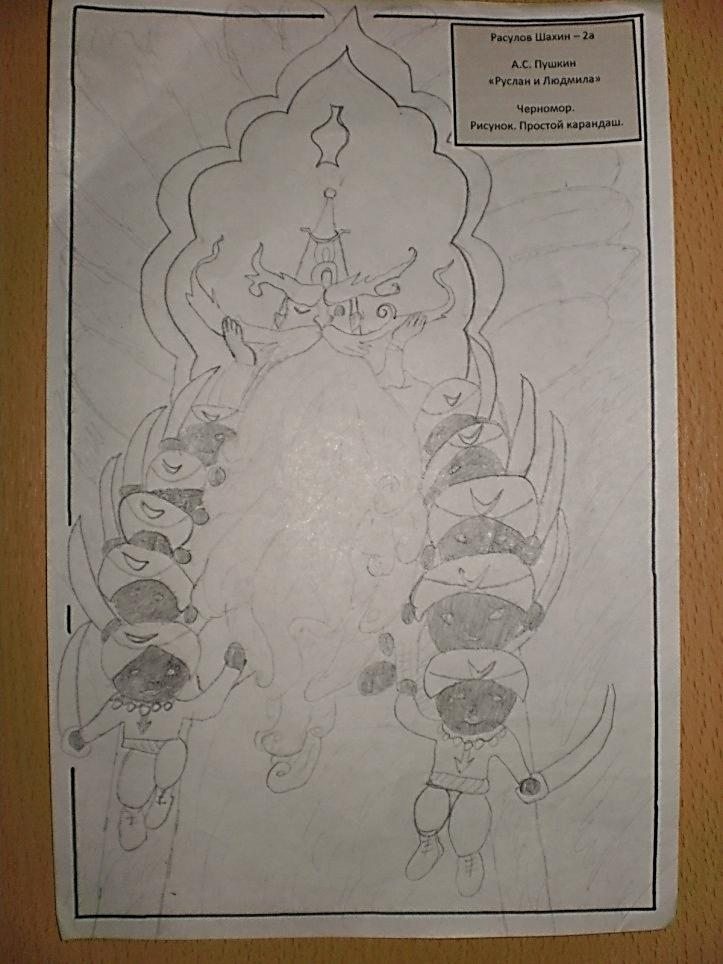 Расулов Шахин – 2а
А.С. Пушкин
«Руслан и Людмила»
Черномор.
Рисунок. Простой карандаш.